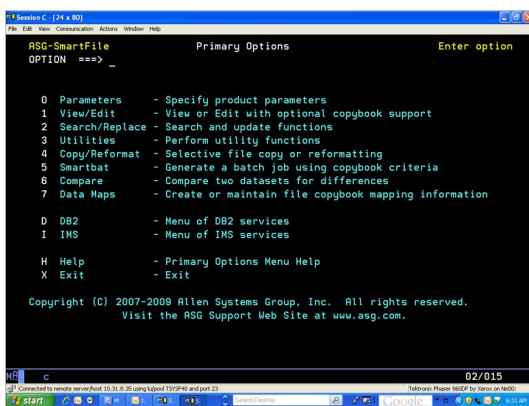 Session C - [24 x 80]
File Edit View Communication Actions Window Help
ASG-SmartFile Primary Options Enter option
OPTION ===> _
0 Parameters - Specify product parameters
1 View/Edit - View or Edit with optional copybook support
2 Search/Replace - Search and update functions
3 Utilities - Perform utility functions
4 Copy/Reformat - Selective file copy or reformatting
5 Smartbat - Generate a batch job using copybook criteria
6 Compare - Compare two datasets for differences
7 Data Maps - Create or maintain file copybook mapping information
D DB2 - Menu of DB2 services
I IMS - Menu of IMS services
H Help - Primary Options Menu Help
X Exit - Exit
Copyright (C) 2007-2009 Allen Systems Group, Inc. All rights reserved.
Visit the ASG Support Web Site at www.asg.com.
MA c 02/015
Connected to remote server/host 10.31.8.35 using lu/pool TSYSF40 and port 23 Tektronix Phaser 860DP by Xerox on Ne00:
start Search Desktop Google 6:31 AM